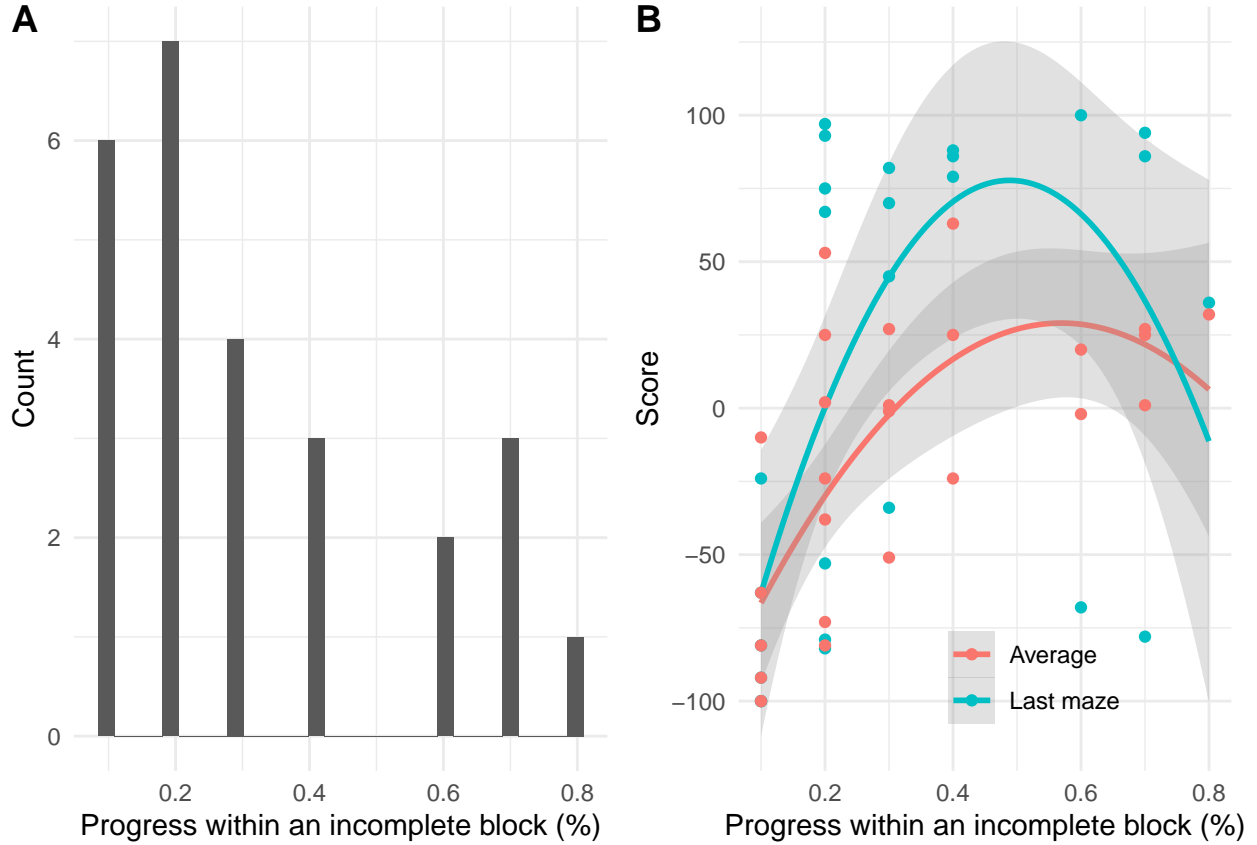 A
6
4
2
0
Count
0.2
0.4
0.6
0.8
Progress within an incomplete block (%)
B
100
50
0
−50
−100
Score
Average
Last maze
0.2
0.4
0.6
0.8
Progress within an incomplete block (%)